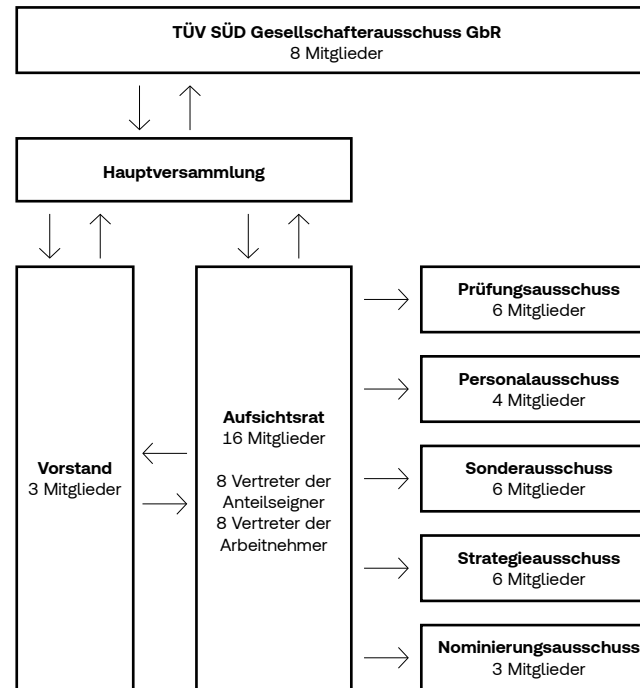 TÜV SÜD Gesellschafterausschuss GbR
8 Mitglieder
Hauptversammlung
Vorstand
3 Mitglieder
Aufsichtsrat
16 Mitglieder
8 Vertreter der
Anteilseigner
8 Vertreter der
Arbeitnehmer
Prüfungsausschuss
6 Mitglieder
Personalausschuss
4 Mitglieder
Sonderausschuss
6 Mitglieder
Strategieausschuss
6 Mitglieder
Nominierungsausschuss
3 Mitglieder